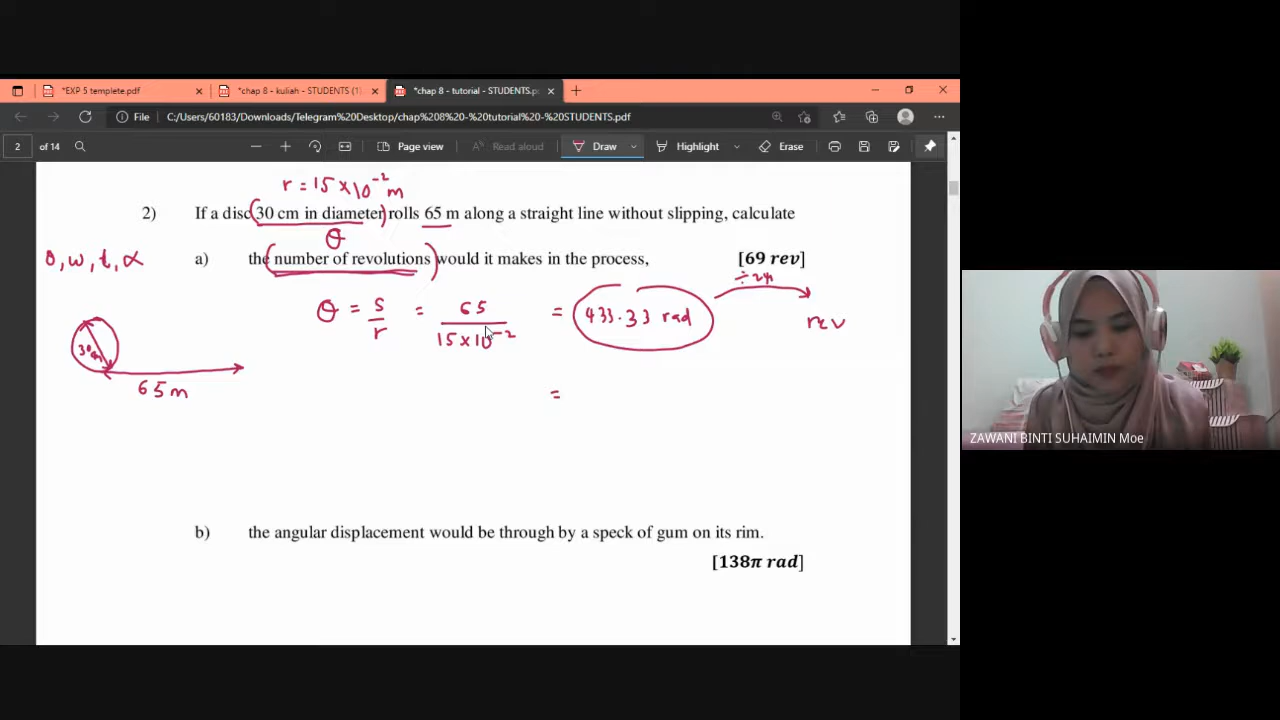 *EXP 5 templete.pdf
*chap 8 - kuliah - STUDENTS (1)
*chap 8 - tutorial - STUDENTS.pd
File
C:/Users/60183/Downloads/Telegram%20Desktop/chap%208%20-%20tutorial%20-%20STUDENTS.pdf
2 of 14
Page view
Read aloud
Draw
Highlight
Erase
r = 15 × 10⁻² m
2) If a disc 30 cm in diameter rolls 65 m along a straight line without slipping, calculate
θ
θ, ω, t, α
a) the number of revolutions would it makes in the process, [69 rev]
÷ 2π
θ = s/r = 65/15×10⁻² = 433.33 rad
rev
30cm
65 m
=
b) the angular displacement would be through by a speck of gum on its rim.
[138π rad]
ZAWANI BINTI SUHAIMIN Moe